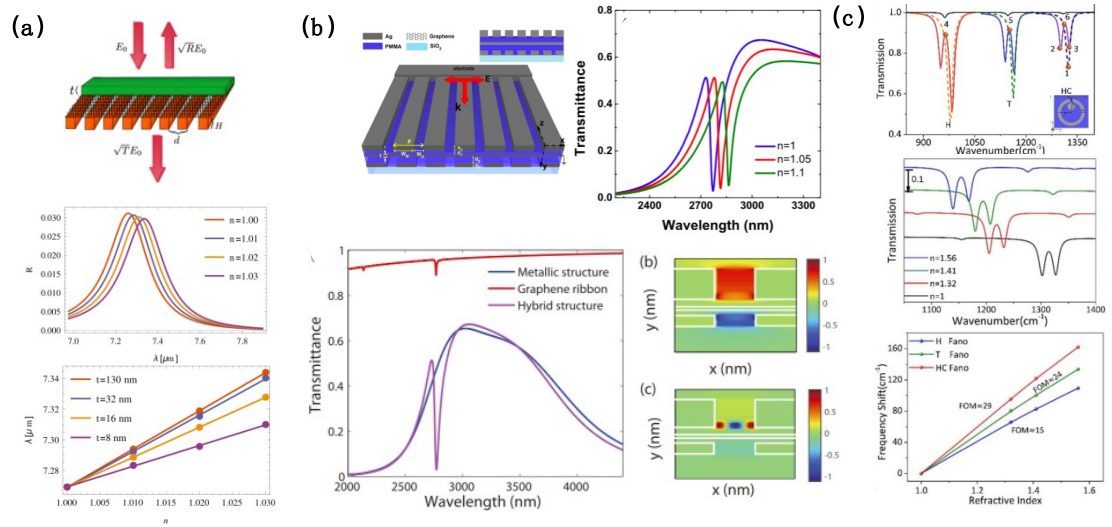 (a)
E₀
√RE₀
t
H
d
√TE₀
n=1.00
n=1.01
n=1.02
n=1.03
R
0.030
0.025
0.020
0.015
0.010
0.005
0.000
7.0 7.2 7.4 7.6 7.8
λ[μm]
t=130 nm
t=32 nm
t=16 nm
t=8 nm
λ[μm]
7.34
7.32
7.30
7.28
1.000 1.005 1.010 1.015 1.020 1.025 1.030
n
(b)
Ag Graphene
PMMA SiO₂
electrode
E
k
p
z
x
y
Transmittance
0.8
0.6
0.4
0.2
0.0
n=1
n=1.05
n=1.1
2400 2700 3000 3300
Wavelength (nm)
Metallic structure
Graphene ribbon
Hybrid structure
Transmittance
1
0.8
0.6
0.4
0.2
0
2000 2500 3000 3500 4000
Wavelength (nm)
(b)
y (nm)
x (nm)
1
0.5
0
-0.5
-1
(c)
y (nm)
x (nm)
1
0.5
0
-0.5
-1
(c)
Transmission
1.0
0.9
0.8
0.7
0.6
0.5
0.4
4
5
6
2
3
1
H
T
HC
900 1050 1200 1350
Wavenumber(cm⁻¹)
0.1
Transmission
n=1.56
n=1.41
n=1.32
n=1
1100 1200 1300 1400
Wavenumber(cm⁻¹)
H Fano
T Fano
HC Fano
Frequency Shift(cm⁻¹)
160
120
80
40
0
FOM=29
FOM=24
FOM=15
1.0 1.2 1.4 1.6
Refractive Index